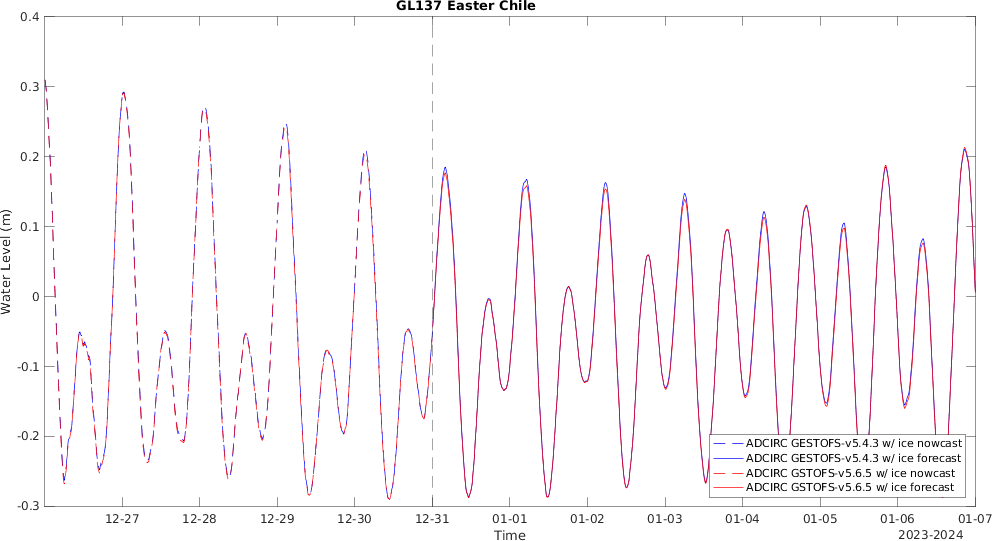 GL137 Easter Chile
0.4
0.3
0.2
0.1
0
-0.1
-0.2
-0.3
Water Level (m)
ADCIRC GESTOFS-v5.4.3 w/ ice nowcast
ADCIRC GESTOFS-v5.4.3 w/ ice forecast
ADCIRC GSTOFS-v5.6.5 w/ ice nowcast
ADCIRC GSTOFS-v5.6.5 w/ ice forecast
12-27 12-28 12-29 12-30 12-31 01-01 01-02 01-03 01-04 01-05 01-06 01-07
Time
2023-2024